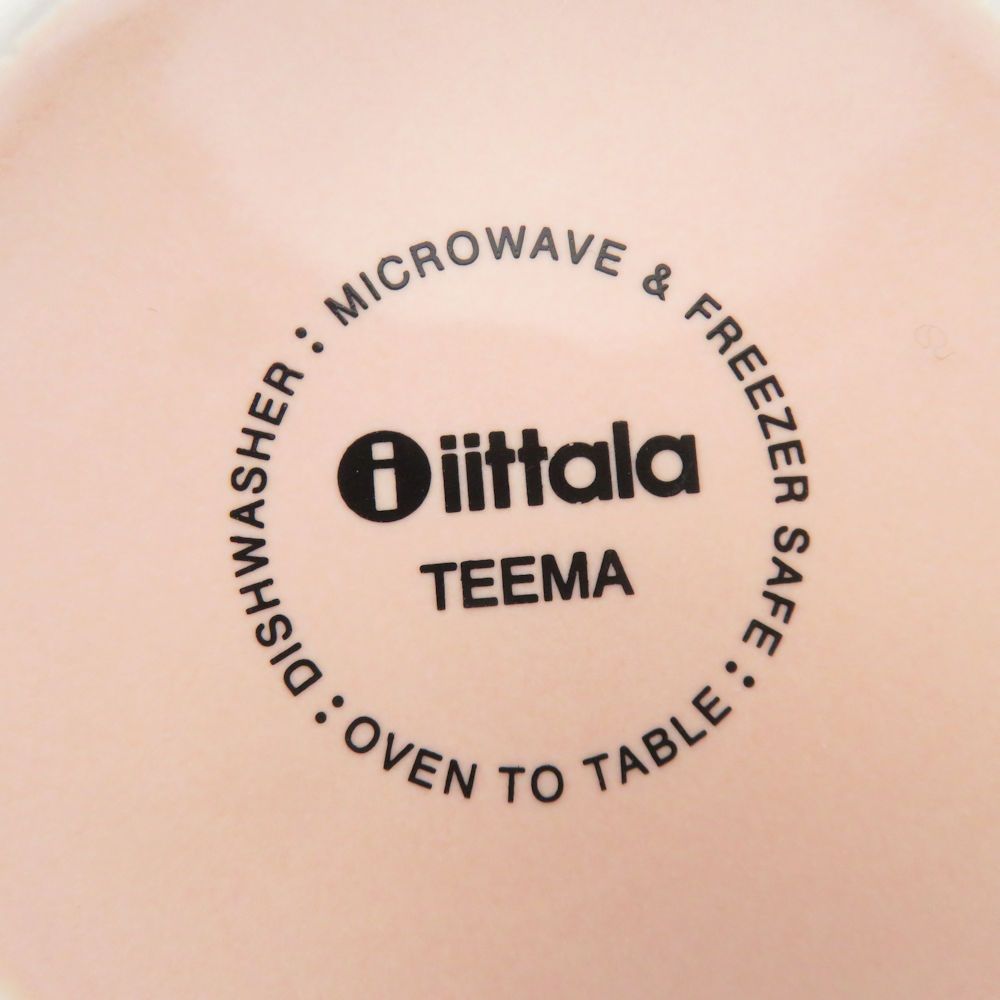 DISHWASHER : MICROWAVE & FREEZER SAFE : OVEN TO TABLE :
i iittala
TEEMA